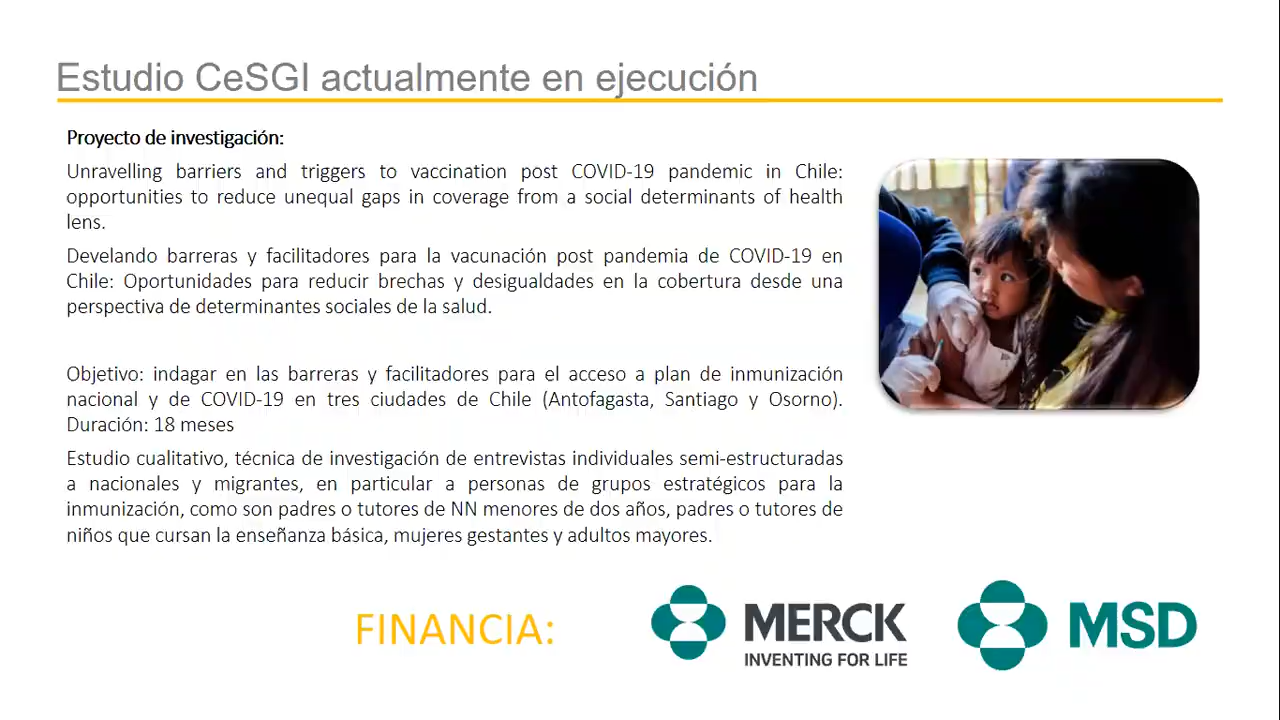 Estudio CeSGI actualmente en ejecución
Proyecto de investigación:
Unravelling barriers and triggers to vaccination post COVID-19 pandemic in Chile:
opportunities to reduce unequal gaps in coverage from a social determinants of health
lens.
Develando barreras y facilitadores para la vacunación post pandemia de COVID-19 en
Chile: Oportunidades para reducir brechas y desigualdades en la cobertura desde una
perspectiva de determinantes sociales de la salud.
Objetivo: indagar en las barreras y facilitadores para el acceso a plan de inmunización
nacional y de COVID-19 en tres ciudades de Chile (Antofagasta, Santiago y Osorno).
Duración: 18 meses
Estudio cualitativo, técnica de investigación de entrevistas individuales semi-estructuradas
a nacionales y migrantes, en particular a personas de grupos estratégicos para la
inmunización, como son padres o tutores de NN menores de dos años, padres o tutores de
niños que cursan la enseñanza básica, mujeres gestantes y adultos mayores.
FINANCIA:
MERCK
INVENTING FOR LIFE
MSD